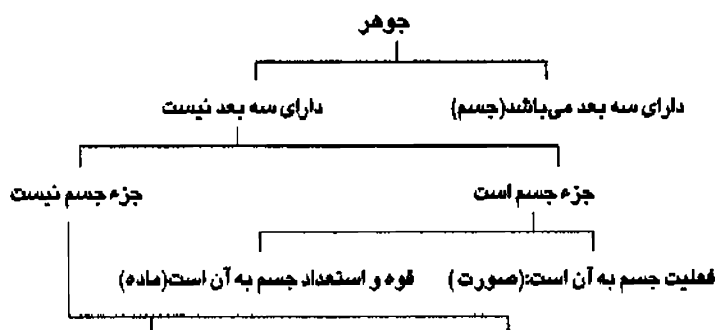 جوهر
دارای سه بعد می‌باشد(جسم) دارای سه بعد نیست
جزء جسم است جزء جسم نیست
فعلیت جسم به آن است:(صورت ) قوه و استعداد جسم به آن است(ماده)